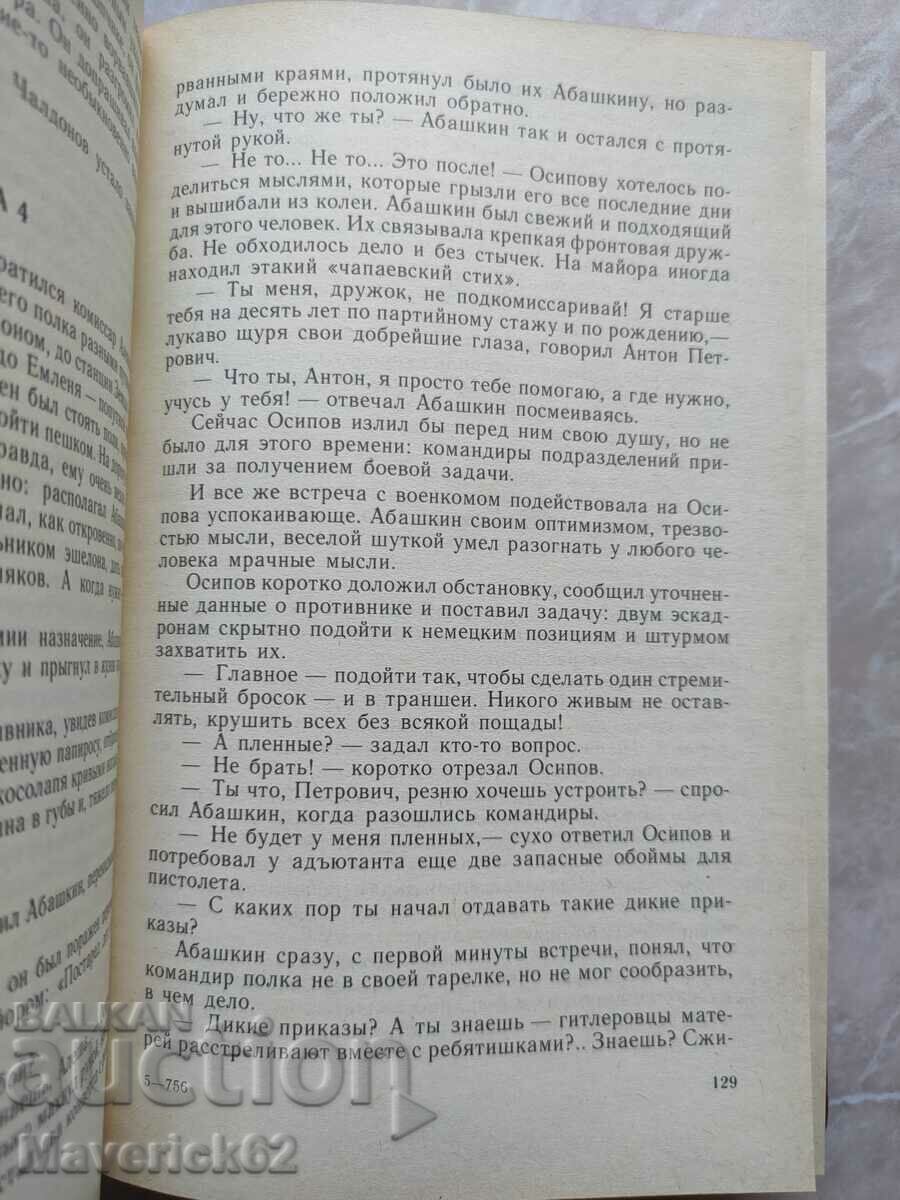 Чалдонов устало
А 4
рванными краями, протянул было их Абашкину, но раз-
думал и бережно положил обратно.
— Ну, что же ты? — Абашкин так и остался с протя-
нутой рукой.
— Не то... Не то... Это после! — Осипову хотелось по-
делиться мыслями, которые грызли его все последние дни
и вышибали из колеи. Абашкин был свежий и подходящий
для этого человек. Их связывала крепкая фронтовая друж-
ба. Не обходилось дело и без стычек. На майора иногда
находил этакий «чапаевский стих».
— Ты меня, дружок, не подкомиссаривай! Я старше
тебя на десять лет по партийному стажу и по рождению,—
лукаво щуря свои добрейшие глаза, говорил Антон Пет-
рович.
— Что ты, Антон, я просто тебе помогаю, а где нужно,
учусь у тебя! — отвечал Абашкин посмеиваясь.
Сейчас Осипов излил бы перед ним свою душу, но не
было для этого времени: командиры подразделений при-
шли за получением боевой задачи.
И все же встреча с военкомом подействовала на Оси-
пова успокаивающе. Абашкин своим оптимизмом, трезво-
стью мысли, веселой шуткой умел разогнать у любого че-
ловека мрачные мысли.
Осипов коротко доложил обстановку, сообщил уточнен-
ные данные о противнике и поставил задачу: двум эскад-
ронам скрытно подойти к немецким позициям и штурмом
захватить их.
— Главное — подойти так, чтобы сделать один стреми-
тельный бросок — и в траншеи. Никого живым не остав-
лять, крушить всех без всякой пощады!
— А пленные? — задал кто-то вопрос.
— Не брать! — коротко отрезал Осипов.
— Ты что, Петрович, резню хочешь устроить? — спро-
сил Абашкин, когда разошлись командиры.
— Не будет у меня пленных,— сухо ответил Осипов и
потребовал у адъютанта еще две запасные обоймы для
пистолета.
— С каких пор ты начал отдавать такие дикие при-
казы?
Абашкин сразу, с первой минуты встречи, понял, что
командир полка не в своей тарелке, но не мог сообразить,
в чем дело.
— Дикие приказы? А ты знаешь — гитлеровцы мате-
рей расстреливают вместе с ребятишками?.. Знаешь? Сжи-
5—756
129
BALKAN
auction
Maverick62